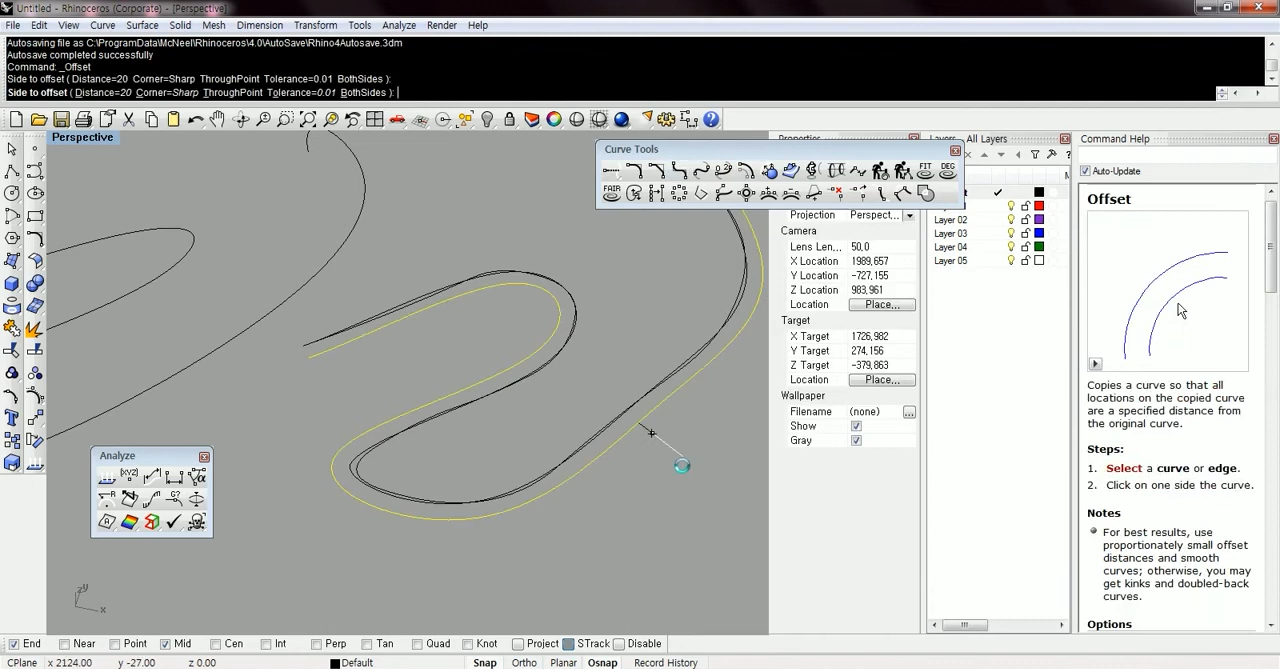 Untitled - Rhinoceros (Corporate) - [Perspective]
File Edit View Curve Surface Solid Mesh Dimension Transform Tools Analyze Render Help
Autosaving file as C:\ProgramData\McNeel\Rhinoceros\4.0\AutoSave\Rhino4Autosave.3dm
Autosave completed successfully
Command: _Offset
Side to offset ( Distance=20 Corner=Sharp ThroughPoint Tolerance=0.01 BothSides ):
Side to offset ( Distance=20 Corner=Sharp ThroughPoint Tolerance=0.01 BothSides ):
Perspective
Properties
Layers All Layers
Command Help
Curve Tools
FIT
DEG
FAIR
Auto-Update
Projection Perspect...
Camera
Lens Len... 50,0
X Location 1989,657
Y Location -727,155
Z Location 983,961
Location Place...
Target
X Target 1726,982
Y Target 274,156
Z Target -379,863
Location Place...
Wallpaper
Filename (none) ...
Show
Gray
Layer 02
Layer 03
Layer 04
Layer 05
Offset
Copies a curve so that all
locations on the copied curve
are a specified distance from
the original curve.
Steps:
1. Select a curve or edge.
2. Click on one side the curve.
Notes
For best results, use
proportionately small offset
distances and smooth
curves; otherwise, you may
get kinks and doubled-back
curves.
Options
Analyze
End Near Point Mid Cen Int Perp Tan Quad Knot Project STrack Disable
CPlane x 2124.00 y -27.00 z 0.00 Default Snap Ortho Planar Osnap Record History